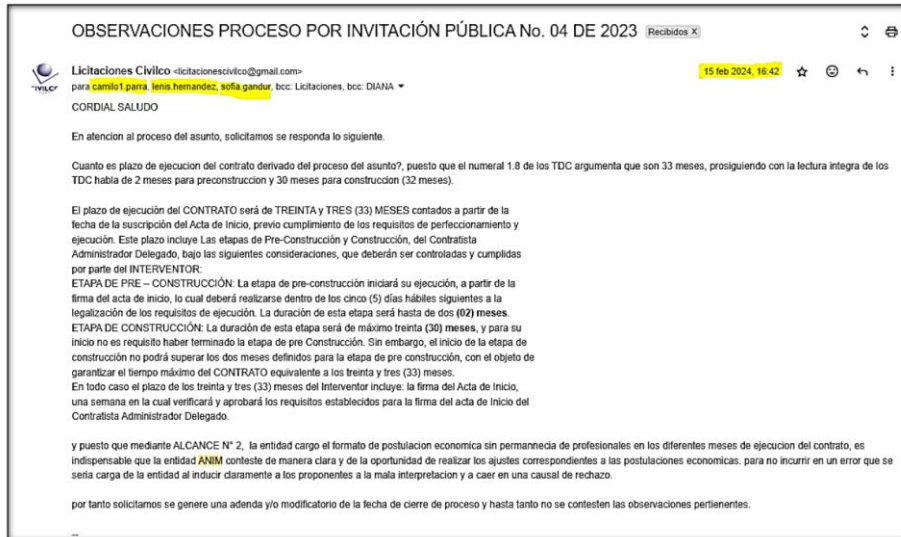 OBSERVACIONES PROCESO POR INVITACIÓN PÚBLICA No. 04 DE 2023 Recibidos X
Licitaciones Civilco <licitacionescivilco@gmail.com> 15 feb 2024, 16:42
para camilo1.parra, lenis.hernandez, sofia.gandur, bcc: Licitaciones, bcc: DIANA
CORDIAL SALUDO
En atencion al proceso del asunto, solicitamos se responda lo siguiente.
Cuanto es plazo de ejecucion del contrato derivado del proceso del asunto?, puesto que el numeral 1.8 de los TDC argumenta que son 33 meses, prosiguiendo con la lectura integra de los
TDC habla de 2 meses para preconstruccion y 30 meses para construccion (32 meses).
El plazo de ejecución del CONTRATO será de TREINTA y TRES (33) MESES contados a partir de la
fecha de la suscripción del Acta de Inicio, previo cumplimiento de los requisitos de perfeccionamiento y
ejecución. Este plazo incluye Las etapas de Pre-Construcción y Construcción, del Contratista
Administrador Delegado, bajo las siguientes consideraciones, que deberán ser controladas y cumplidas
por parte del INTERVENTOR:
ETAPA DE PRE – CONSTRUCCIÓN: La etapa de pre-construcción iniciará su ejecución, a partir de la
firma del acta de inicio, lo cual deberá realizarse dentro de los cinco (5) días hábiles siguientes a la
legalización de los requisitos de ejecución. La duración de esta etapa será hasta de dos (02) meses.
ETAPA DE CONSTRUCCIÓN: La duración de esta etapa será de máximo treinta (30) meses, y para su
inicio no es requisito haber terminado la etapa de pre Construcción. Sin embargo, el inicio de la etapa de
construcción no podrá superar los dos meses definidos para la etapa de pre construcción, con el objeto de
garantizar el tiempo máximo del CONTRATO equivalente a los treinta y tres (33) meses.
En todo caso el plazo de los treinta y tres (33) meses del Interventor incluye: la firma del Acta de Inicio,
una semana en la cual verificará y aprobará los requisitos establecidos para la firma del acta de Inicio del
Contratista Administrador Delegado.
y puesto que mediante ALCANCE N° 2, la entidad cargo el formato de postulacion economica sin permannecia de profesionales en los diferentes meses de ejecucion del contrato, es
indispensable que la entidad ANIM conteste de manera clara y de la oportunidad de realizar los ajustes correspondientes a las postulaciones economicas. para no incurrir en un error que se
seria carga de la entidad al inducir claramente a los proponentes a la mala interpretacion y a caer en una causal de rechazo.
por tanto solicitamos se genere una adenda y/o modificatorio de la fecha de cierre de proceso y hasta tanto no se contesten las observaciones pertienentes.
--